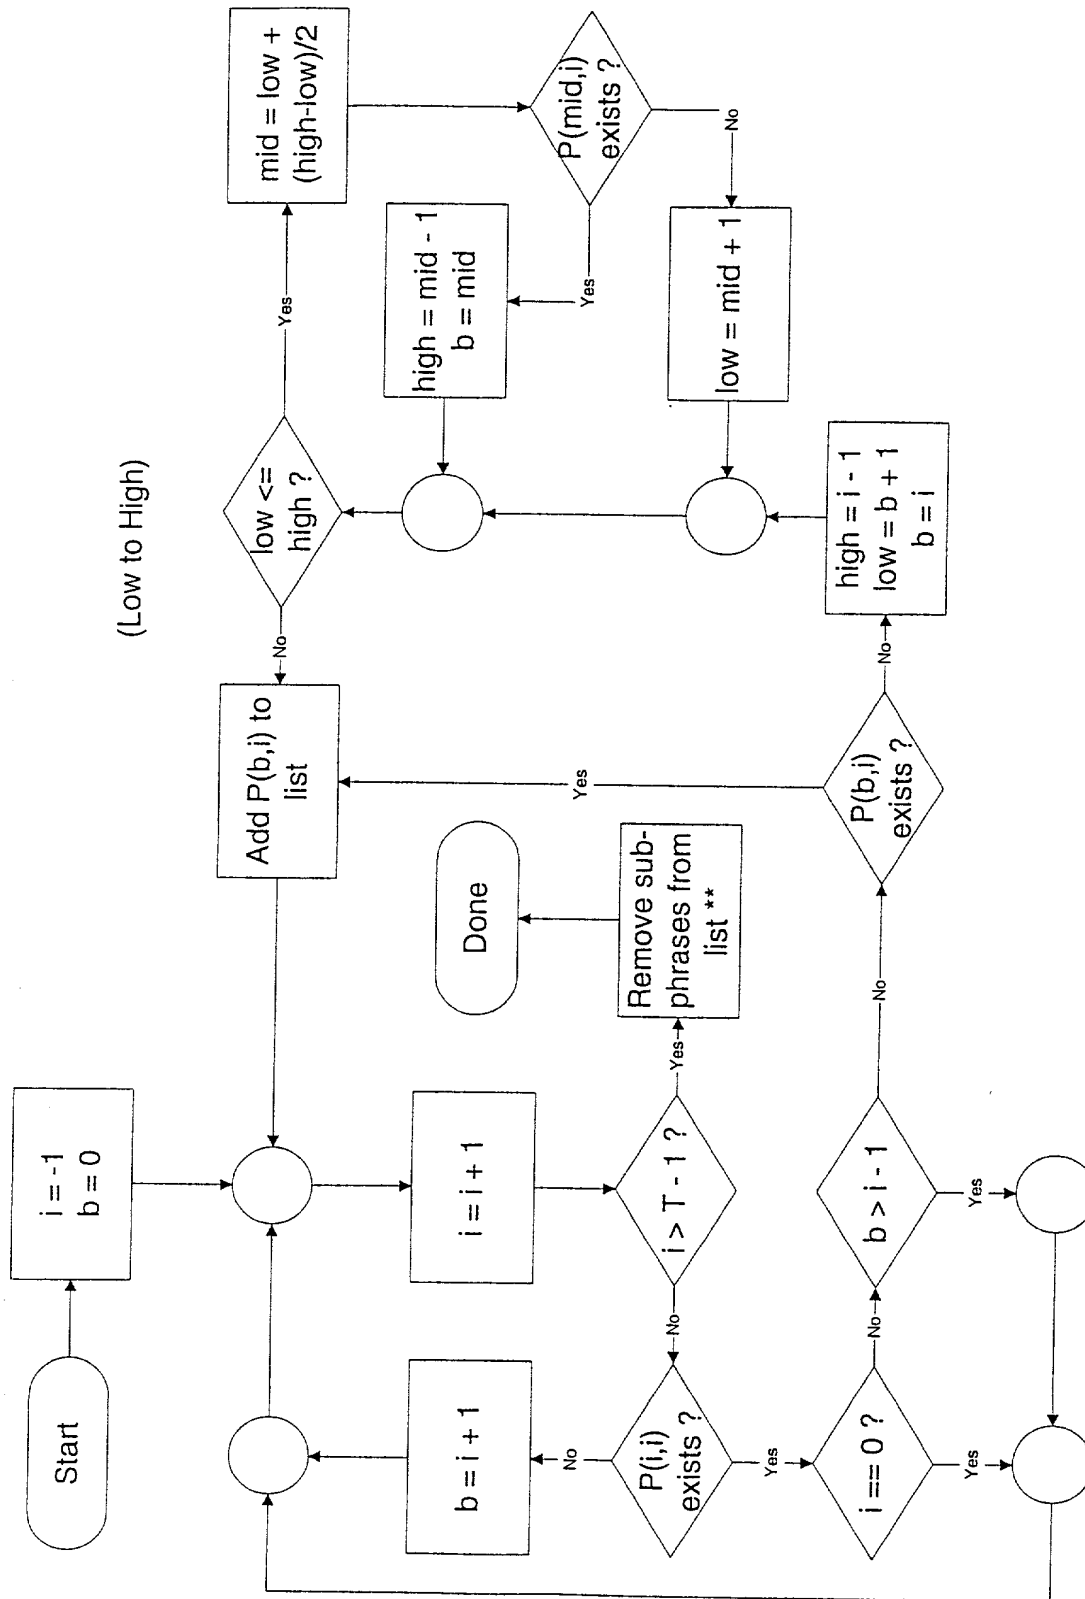 (Low to High)
Start
i = -1
b = 0
i = i + 1
i > T - 1 ?
Yes
Remove sub-
phrases from
list **
Done
No
P(i,i)
exists ?
No
b = i + 1
Yes
i == 0 ?
Yes
No
b > i - 1
Yes
No
P(b,i)
exists ?
Yes
Add P(b,i) to
list
No
high = i - 1
low = b + 1
b = i
low <=
high ?
No
Yes
mid = low +
(high-low)/2
P(mid,i)
exists ?
Yes
high = mid - 1
b = mid
No
low = mid + 1